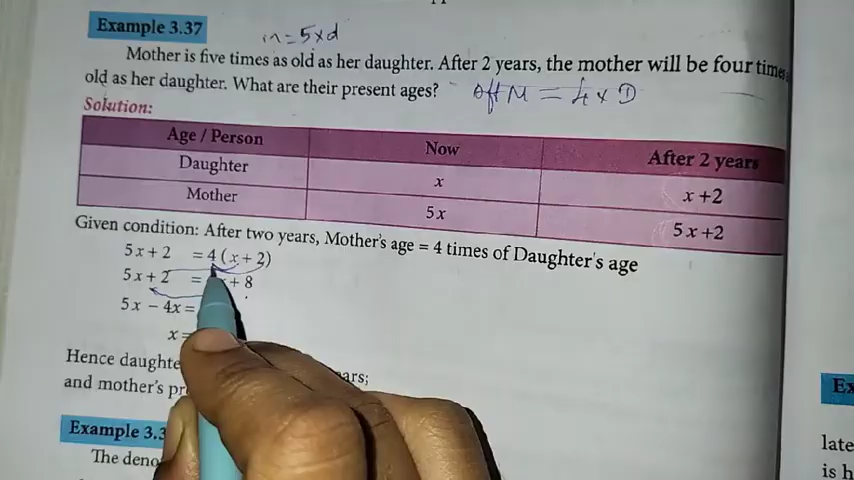 Example 3.37
m = 5 x d
Mother is five times as old as her daughter. After 2 years, the mother will be four times
old as her daughter. What are their present ages?
M = 4 x D
Solution:
Age / Person Now After 2 years
Daughter x x + 2
Mother 5x 5x + 2
Given condition: After two years, Mother's age = 4 times of Daughter's age
5x + 2 = 4 (x + 2)
5x + 2 = + 8
5x − 4x =
x =
Hence daughte ars;
and mother's pr
Example 3.3
The deno
Ex
late
is h